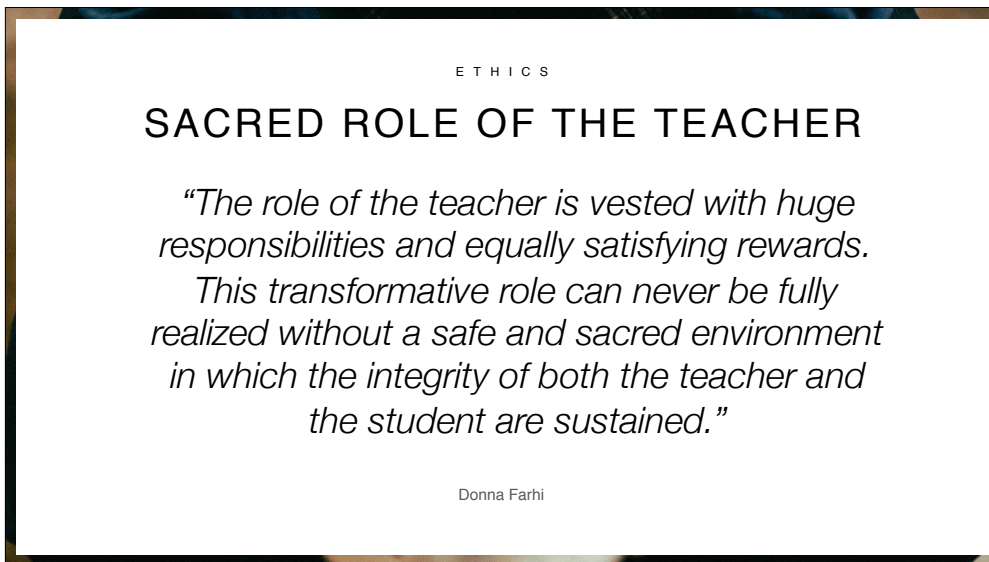 ETHICS
SACRED ROLE OF THE TEACHER
“The role of the teacher is vested with huge
responsibilities and equally satisfying rewards.
This transformative role can never be fully
realized without a safe and sacred environment
in which the integrity of both the teacher and
the student are sustained.”
Donna Farhi